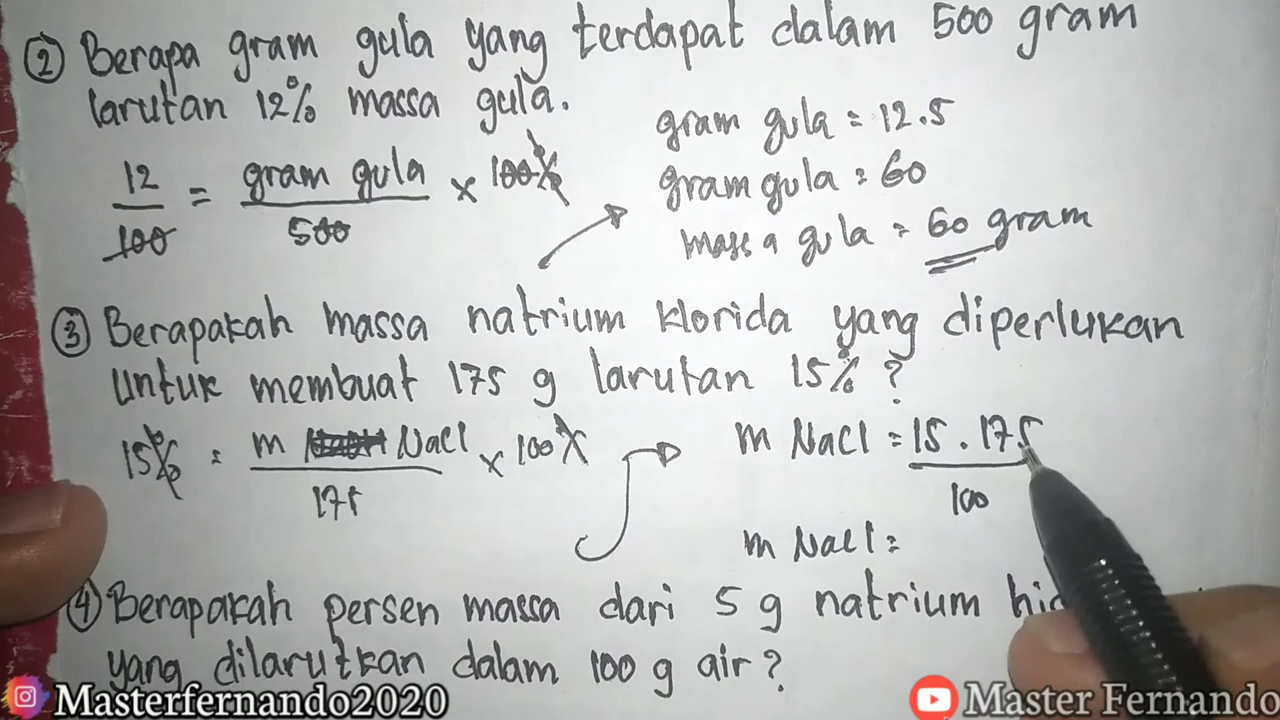 ② Berapa gram gula yang terdapat dalam 500 gram
larutan 12% massa gula.
12/100 = gram gula/500 × 100%
gram gula = 12.5
gram gula = 60
massa gula = 60 gram
③ Berapakah massa natrium klorida yang diperlukan
untuk membuat 175 g larutan 15% ?
15% = m NaCl/175 × 100%
m NaCl = 15 . 175/100
m NaCl =
④ Berapakah persen massa dari 5 g natrium
yang dilarutkan dalam 100 g air?
Masterfernando2020
Master Fernando